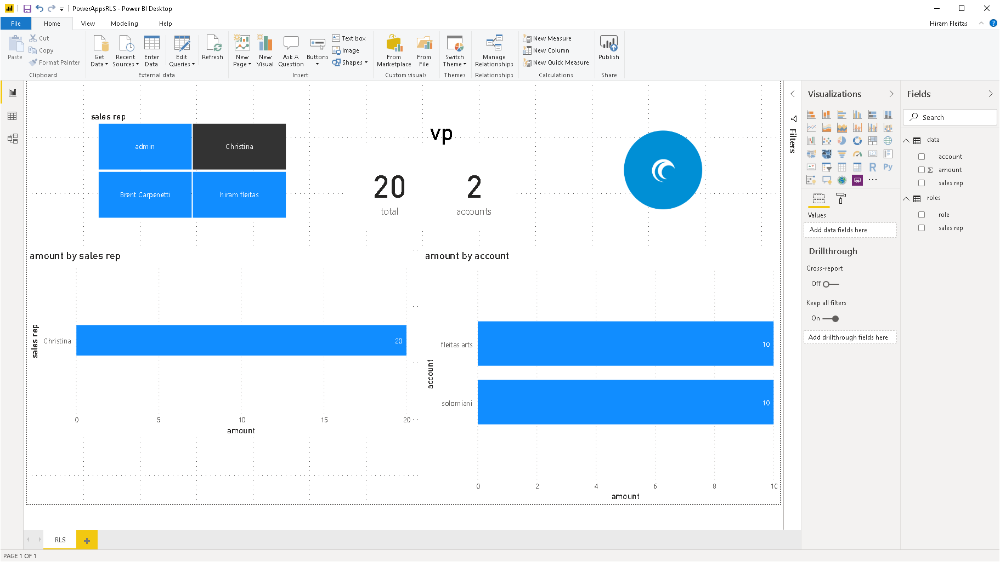 PowerAppsRLS - Power BI Desktop
File Home View Modeling Help
Hiram Fleitas
Paste
Cut
Copy
Format Painter
Clipboard
Get Data
Recent Sources
Enter Data
Edit Queries
External data
Refresh
New Page
New Visual
Ask A Question
Buttons
Text box
Image
Shapes
Insert
From Marketplace
From File
Custom visuals
Switch Theme
Themes
Manage Relationships
Relationships
New Measure
New Column
New Quick Measure
Calculations
Publish
Share
sales rep
admin Christina
Brent Carpenetti hiram fleitas
vp
20
total
2
accounts
amount by sales rep
sales rep
Christina
20
0 5 10 15 20
amount
amount by account
account
fleitas arts
10
solomiani
10
0 2 4 6 8 10
amount
Filters
Visualizations
R Py
Values
Add data fields here
Drillthrough
Cross-report
Off
Keep all filters
On
Add drillthrough fields here
Fields
Search
data
account
amount
sales rep
roles
role
sales rep
RLS
PAGE 1 OF 1